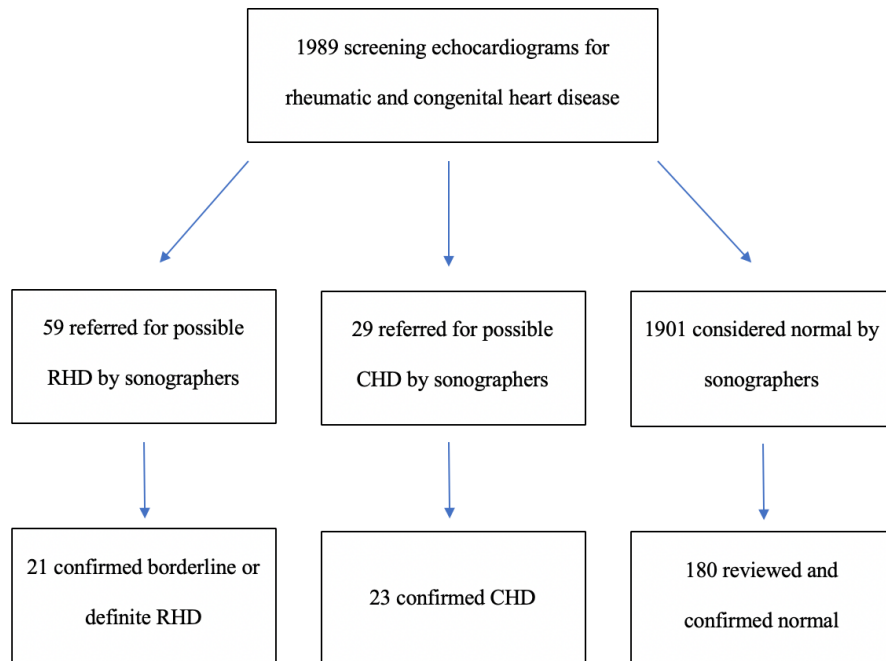 1989 screening echocardiograms for
rheumatic and congenital heart disease
59 referred for possible
RHD by sonographers
29 referred for possible
CHD by sonographers
1901 considered normal by
sonographers
21 confirmed borderline or
definite RHD
23 confirmed CHD
180 reviewed and
confirmed normal